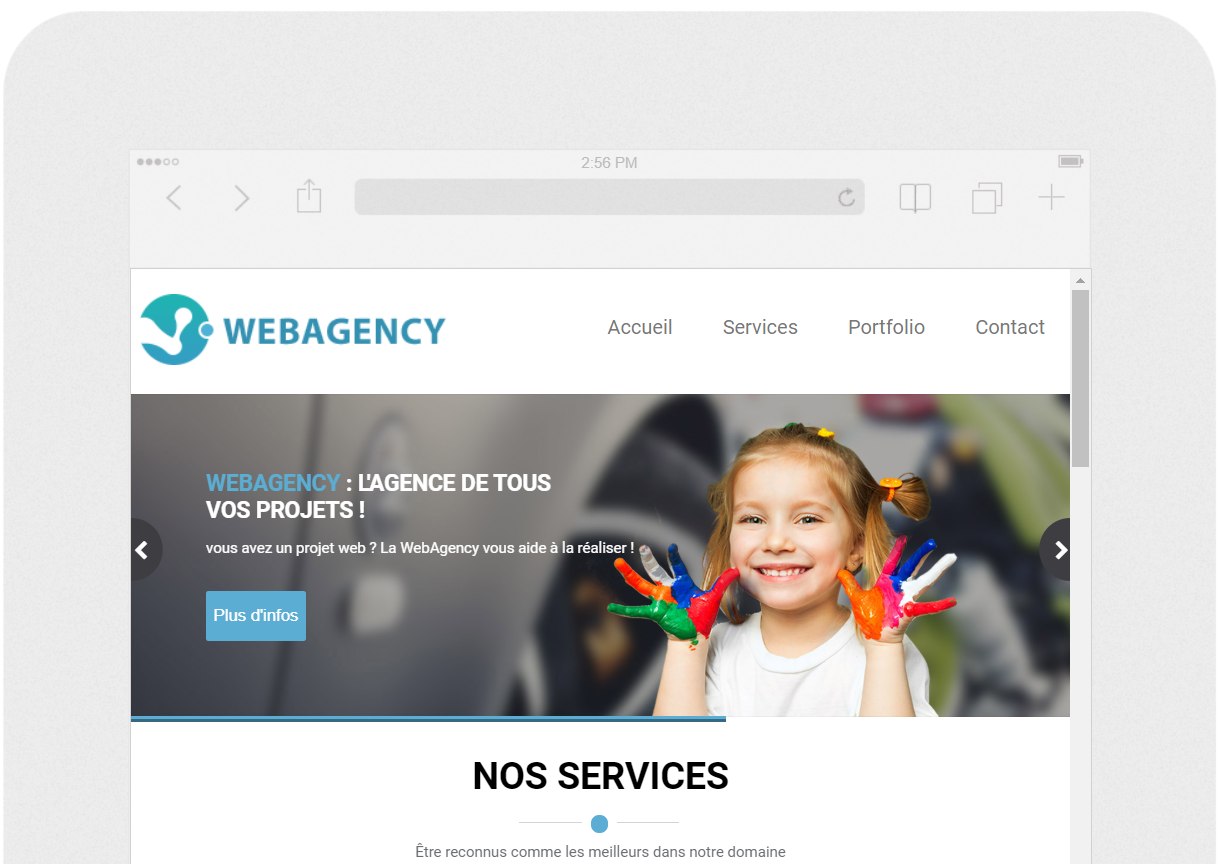 2:56 PM
WEBAGENCY
Accueil Services Portfolio Contact
WEBAGENCY : L'AGENCE DE TOUS
VOS PROJETS !
vous avez un projet web ? La WebAgency vous aide à la réaliser !
Plus d'infos
NOS SERVICES
Être reconnus comme les meilleurs dans notre domaine